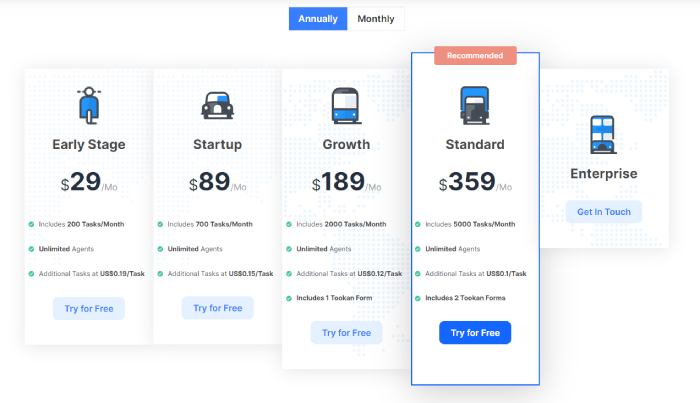 Annually Monthly
Recommended
Early Stage
$29/Mo
Includes 200 Tasks/Month
Unlimited Agents
Additional Tasks at US$0.19/Task
Try for Free
Startup
$89/Mo
Includes 700 Tasks/Month
Unlimited Agents
Additional Tasks at US$0.15/Task
Try for Free
Growth
$189/Mo
Includes 2000 Tasks/Month
Unlimited Agents
Additional Tasks at US$0.12/Task
Includes 1 Tookan Form
Try for Free
Standard
$359/Mo
Includes 5000 Tasks/Month
Unlimited Agents
Additional Tasks at US$0.1/Task
Includes 2 Tookan Forms
Try for Free
Enterprise
Get In Touch